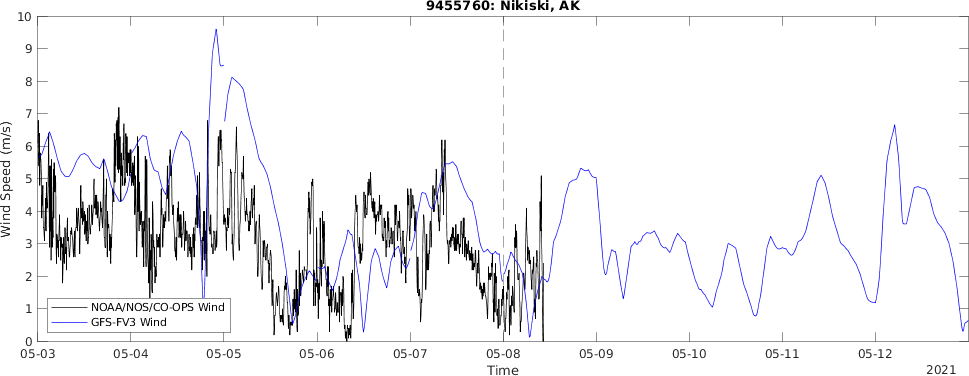 9455760: Nikiski, AK
10
9
8
7
6
5
4
3
2
1
0
Wind Speed (m/s)
NOAA/NOS/CO-OPS Wind
GFS-FV3 Wind
05-03 05-04 05-05 05-06 05-07 05-08 05-09 05-10 05-11 05-12
Time
2021